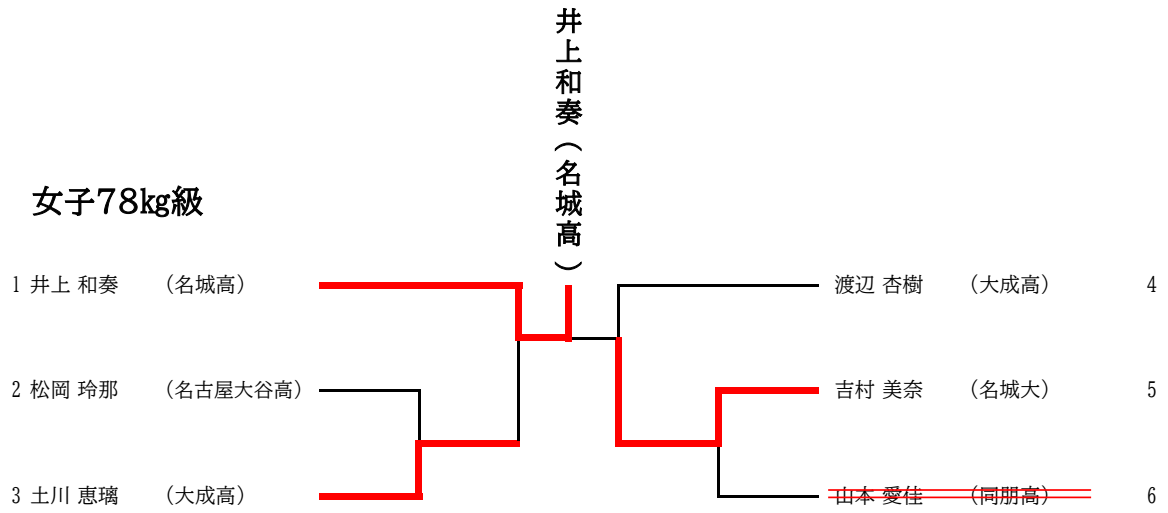 井上和奏（名城高）
女子78kg級
1 井上 和奏 （名城高）
2 松岡 玲那 （名古屋大谷高）
3 土川 恵璃 （大成高）
渡辺 杏樹 （大成高） 4
吉村 美奈 （名城大） 5
山本 愛佳 （同朋高） 6